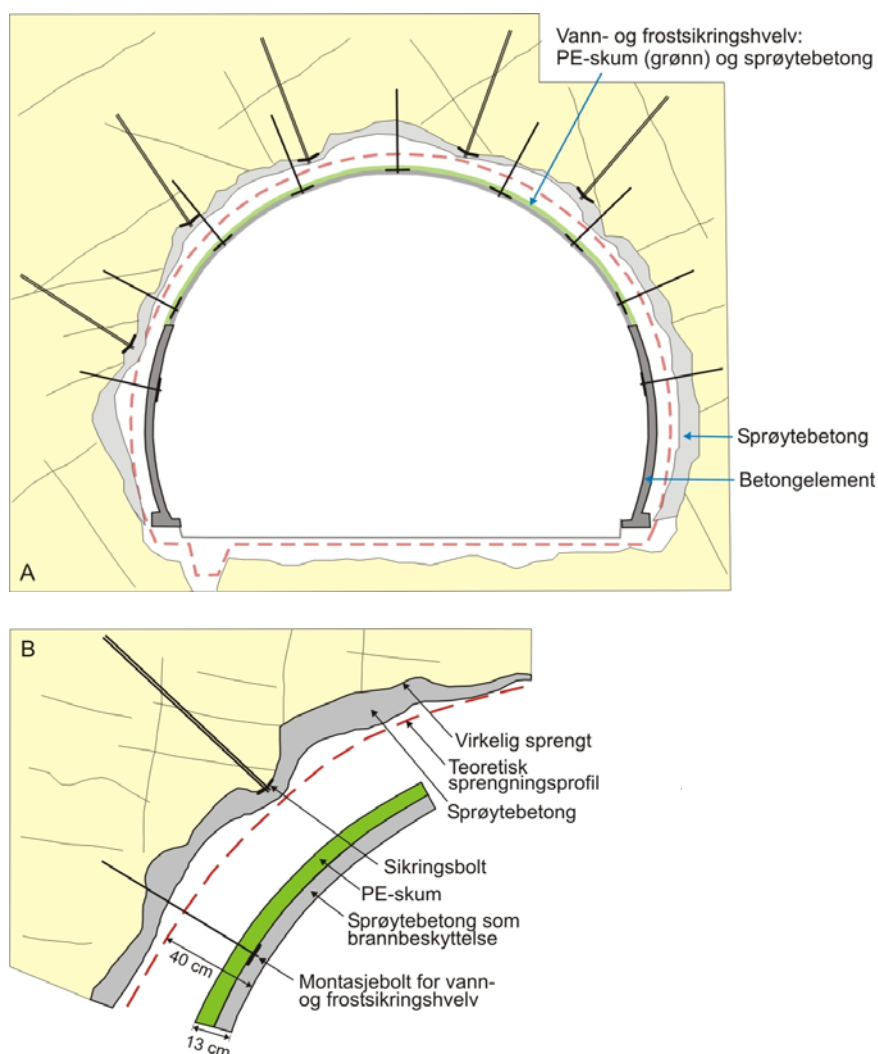 Vann- og frostsikringshvelv:
PE-skum (grønn) og sprøytebetong
Sprøytebetong
Betongelement
A
B
Virkelig sprengt
Teoretisk
sprengningsprofil
Sprøytebetong
Sikringsbolt
PE-skum
Sprøytebetong som
brannbeskyttelse
40 cm
Montasjebolt for vann-
og frostsikringshvelv
13 cm